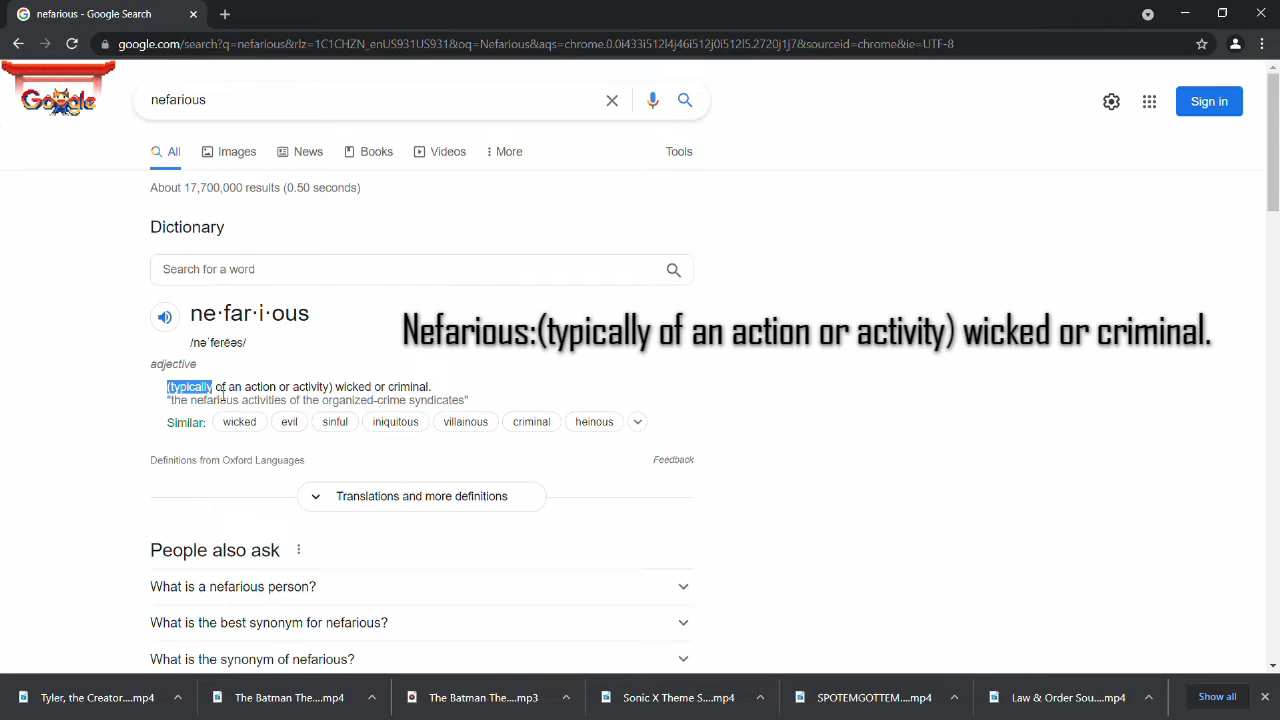 nefarious - Google Search
google.com/search?q=nefarious&rlz=1C1CHZN_enUS931US931&oq=Nefarious&aqs=chrome.0.0i433i512l4j46i512j0i512l5.2720j1j7&sourceid=chrome&ie=UTF-8
Google
nefarious
Sign in
All Images News Books Videos More Tools
About 17,700,000 results (0.50 seconds)
Dictionary
Search for a word
ne·far·i·ous
Nefarious:(typically of an action or activity) wicked or criminal.
/nəˈferēəs/
adjective
(typically of an action or activity) wicked or criminal.
"the nefarious activities of the organized-crime syndicates"
Similar: wicked evil sinful iniquitous villainous criminal heinous
Definitions from Oxford Languages Feedback
Translations and more definitions
People also ask
What is a nefarious person?
What is the best synonym for nefarious?
What is the synonym of nefarious?
Tyler, the Creator....mp4 The Batman The....mp4 The Batman The....mp3 Sonic X Theme S....mp4 SPOTEMGOTTEM....mp4 Law & Order Sou....mp4 Show all